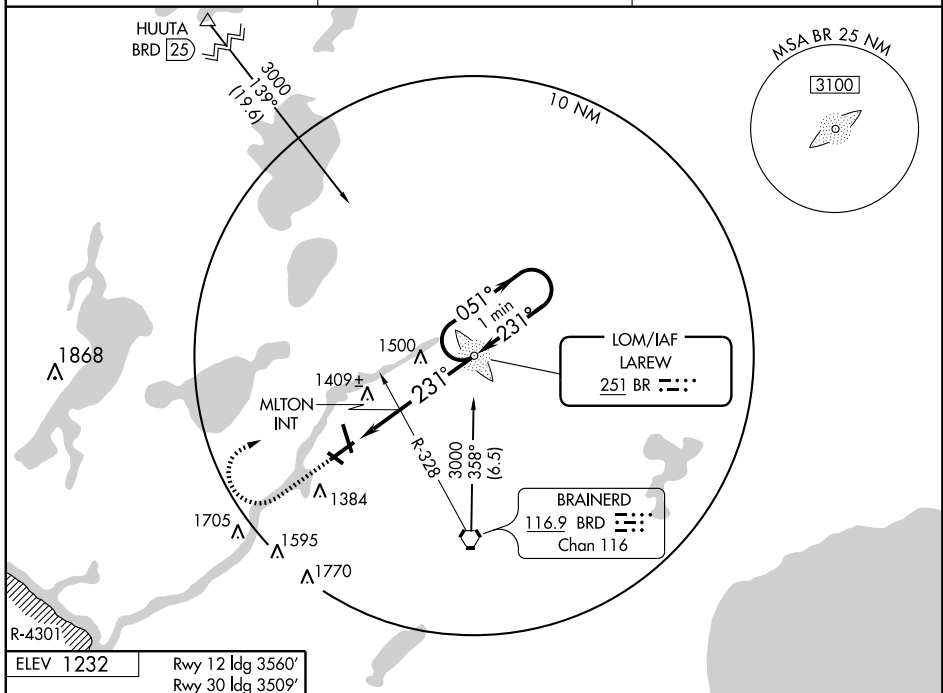 HUUTA
BRD 25
3000
139°
(19.6)
10 NM
MSA BR 25 NM
3100
051°
1 min
231°
LOM/IAF
LAREW
251 BR
1868
1500
1409±
MLTON
INT
231°
R-328
3000
358°
(6.5)
BRAINERD
116.9 BRD
Chan 116
1384
1705
1595
1770
R-4301
ELEV 1232
Rwy 12 ldg 3560'
Rwy 30 ldg 3509'